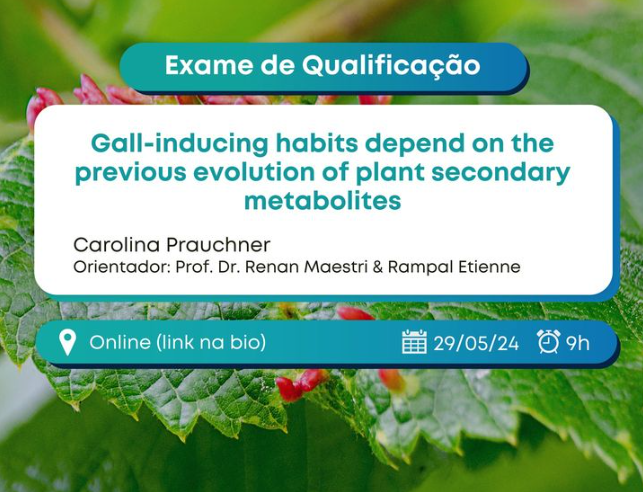 Exame de Qualificação
Gall-inducing habits depend on the
previous evolution of plant secondary
metabolites
Carolina Prauchner
Orientador: Prof. Dr. Renan Maestri & Rampal Etienne
Online (link na bio)
29/05/24
9h